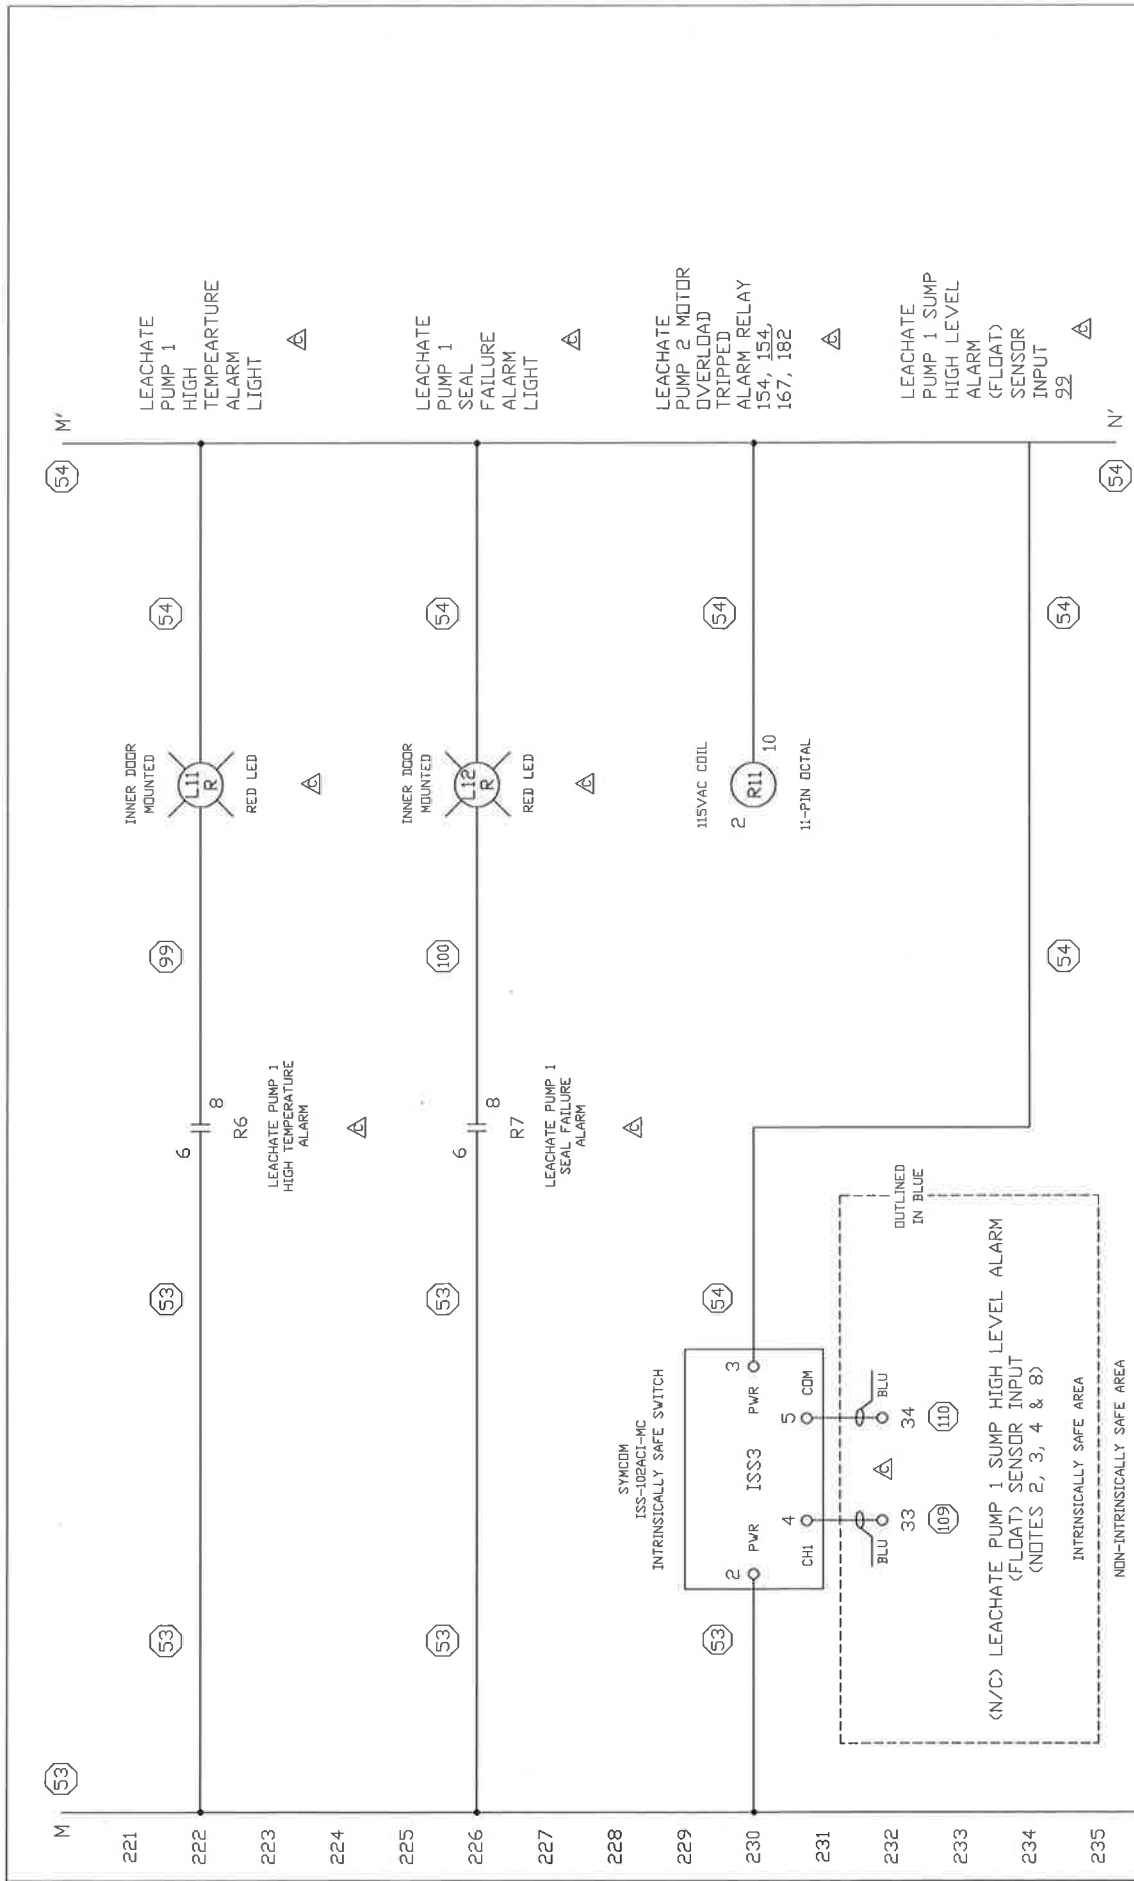 M
53
M'
54
221
222
223
224
225
226
227
228
229
230
231
232
233
234
235
53
53
6
8
R6
LEACHATE PUMP 1
HIGH TEMPERATURE
ALARM
C
99
INNER DOOR
MOUNTED
L11
R
RED LED
C
54
LEACHATE
PUMP 1
HIGH
TEMPEARTURE
ALARM
LIGHT
C
53
53
6
8
R7
LEACHATE PUMP 1
SEAL FAILURE
ALARM
C
100
INNER DOOR
MOUNTED
L12
R
RED LED
C
54
LEACHATE
PUMP 1
SEAL
FAILURE
ALARM
LIGHT
C
SYMCOM
ISS-102ACI-MC
INTRINSICALLY SAFE SWITCH
53
2
PWR
ISS3
PWR
3
54
CH1
4
5
COM
115VAC COIL
2
R11
10
11-PIN OCTAL
54
LEACHATE
PUMP 2 MOTOR
OVERLOAD
TRIPPED
ALARM RELAY
154, 154,
167, 182
C
BLU
33
109
C
BLU
34
110
OUTLINED
IN BLUE
(N/C) LEACHATE PUMP 1 SUMP HIGH LEVEL ALARM
(FLOAT) SENSOR INPUT
(NOTES 2, 3, 4 & 8)
INTRINSICALLY SAFE AREA
NON-INTRINSICALLY SAFE AREA
54
54
LEACHATE
PUMP 1 SUMP
HIGH LEVEL
ALARM
(FLOAT)
SENSOR
INPUT
99
C
54
N'